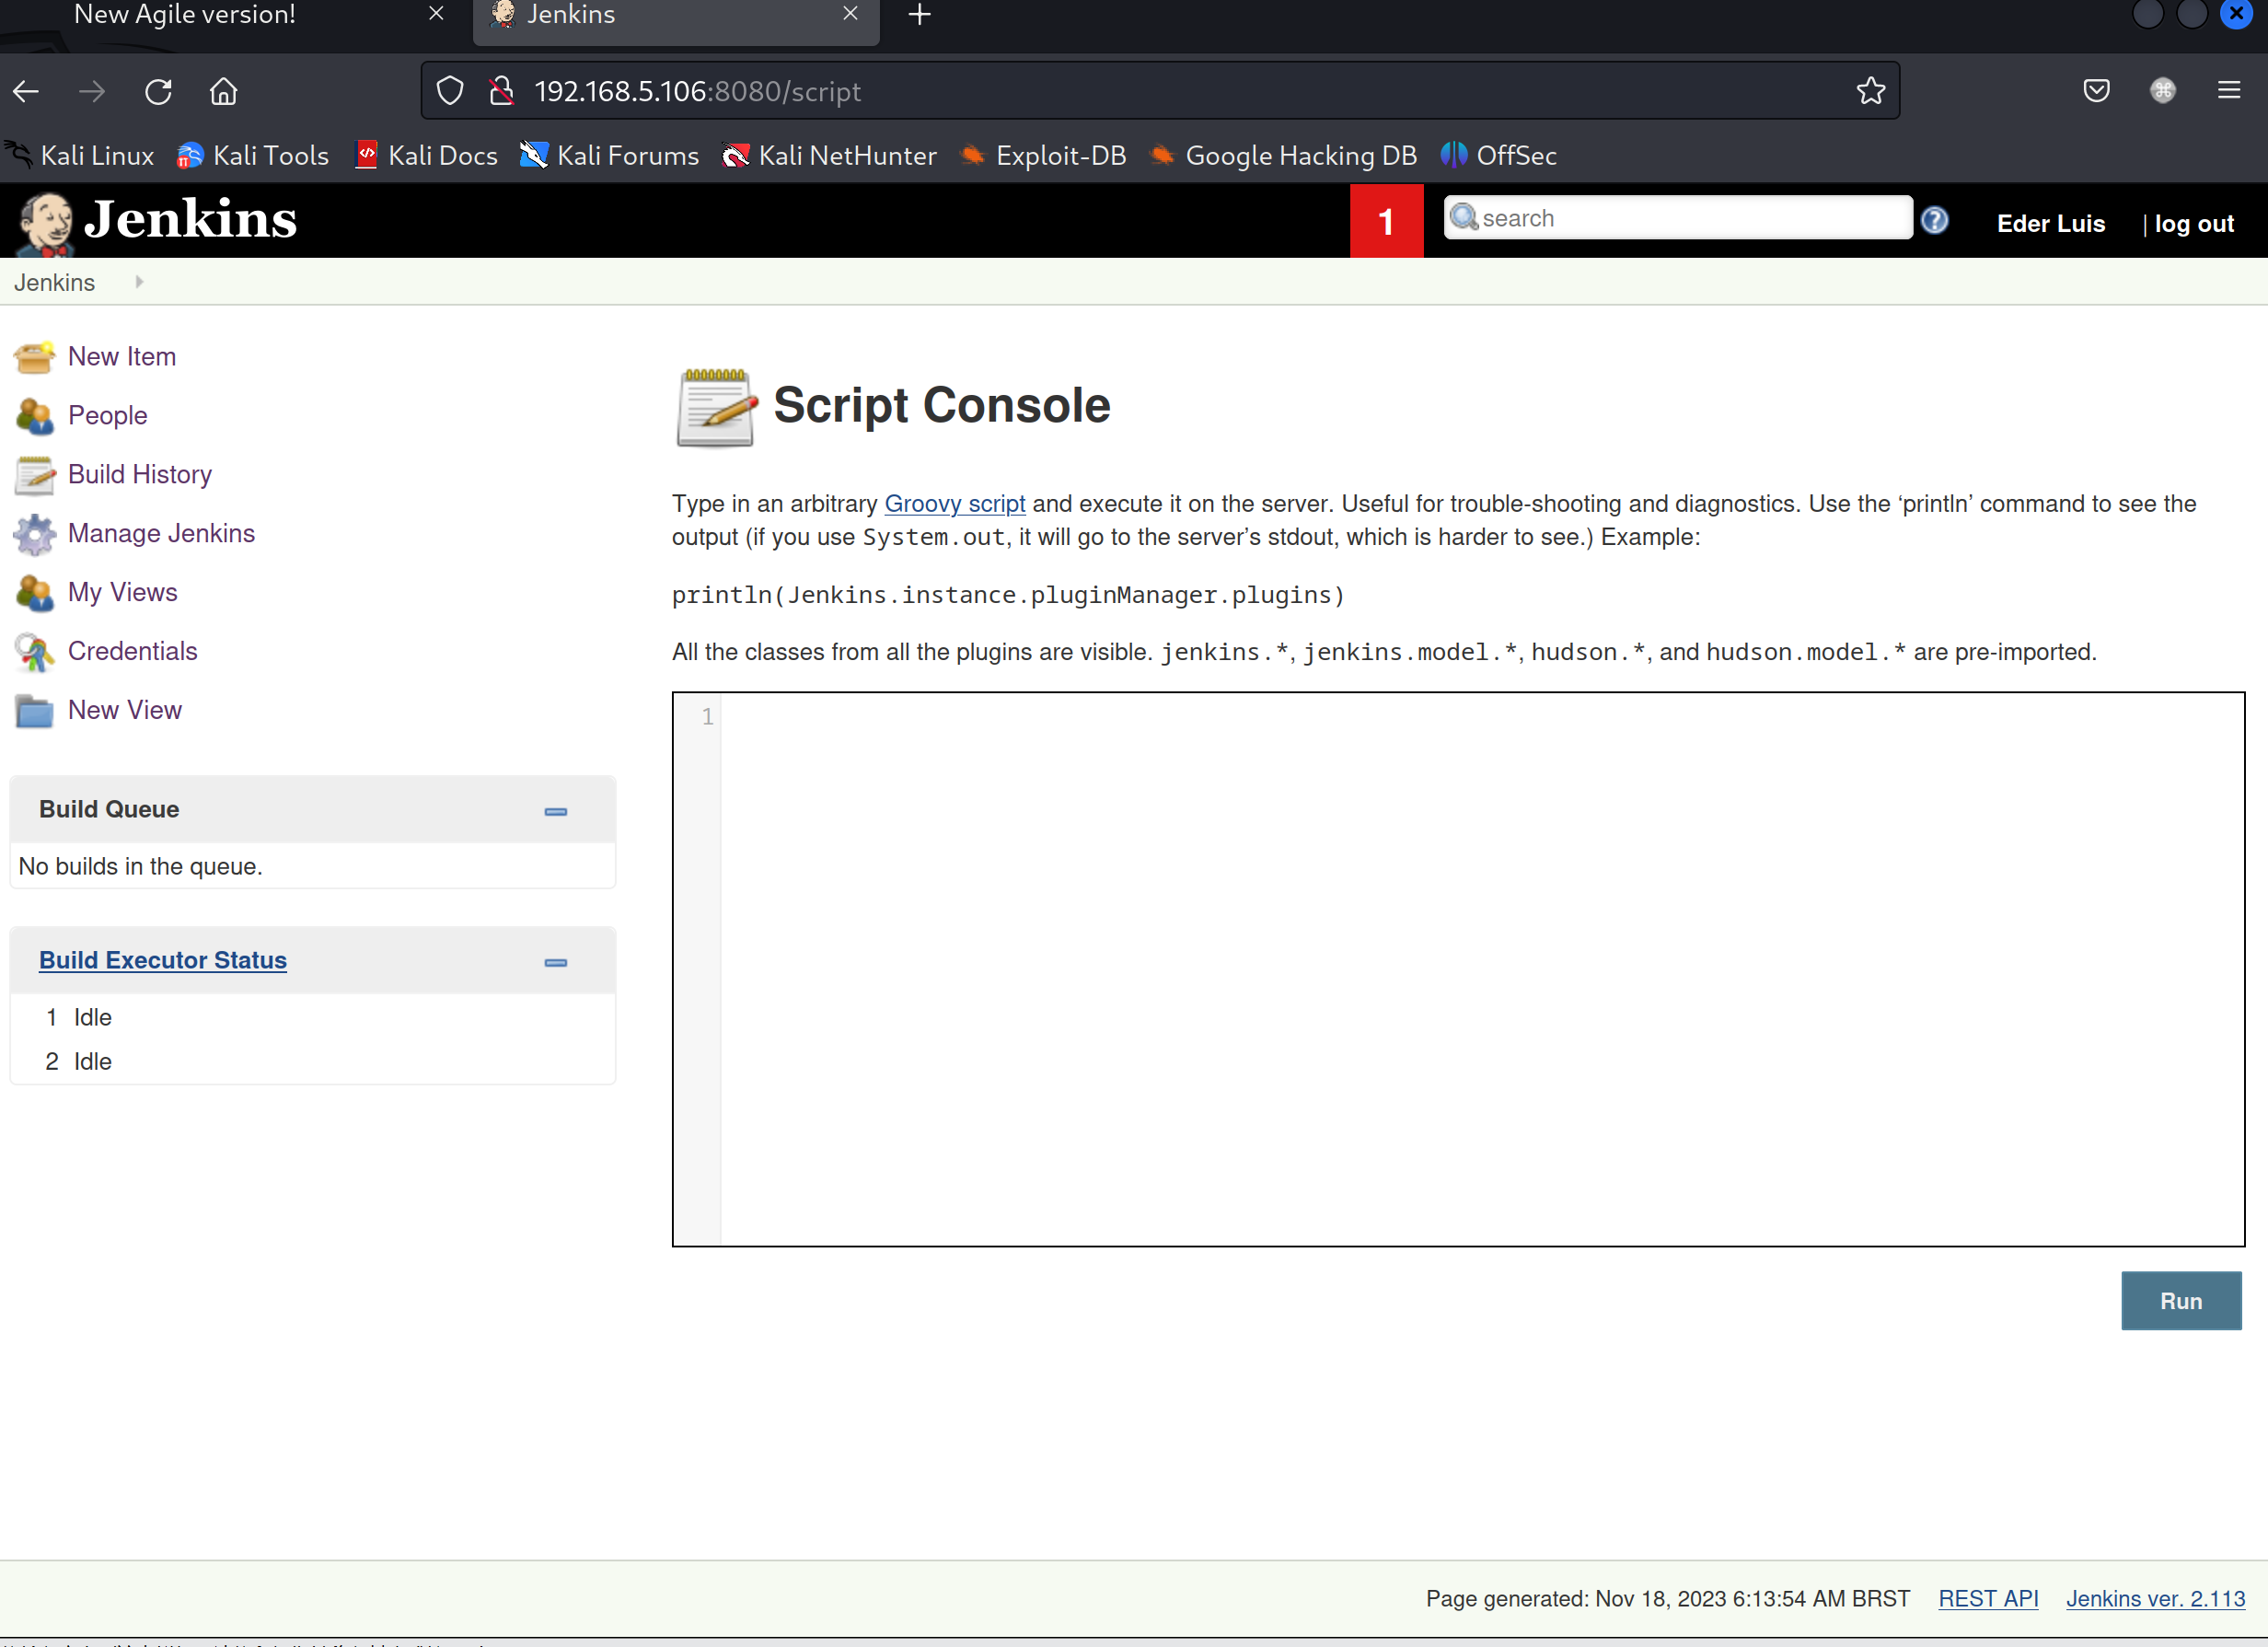 New Agile version!
Jenkins
192.168.5.106:8080/script
Kali Linux Kali Tools Kali Docs Kali Forums Kali NetHunter Exploit-DB Google Hacking DB OffSec
Jenkins 1 search Eder Luis | log out
Jenkins
New Item
People
Build History
Manage Jenkins
My Views
Credentials
New View
Build Queue
No builds in the queue.
Build Executor Status
1 Idle
2 Idle
Script Console
Type in an arbitrary Groovy script and execute it on the server. Useful for trouble-shooting and diagnostics. Use the ‘println’ command to see the
output (if you use System.out, it will go to the server’s stdout, which is harder to see.) Example:
println(Jenkins.instance.pluginManager.plugins)
All the classes from all the plugins are visible. jenkins.*, jenkins.model.*, hudson.*, and hudson.model.* are pre-imported.
1
Run
Page generated: Nov 18, 2023 6:13:54 AM BRST REST API Jenkins ver. 2.113